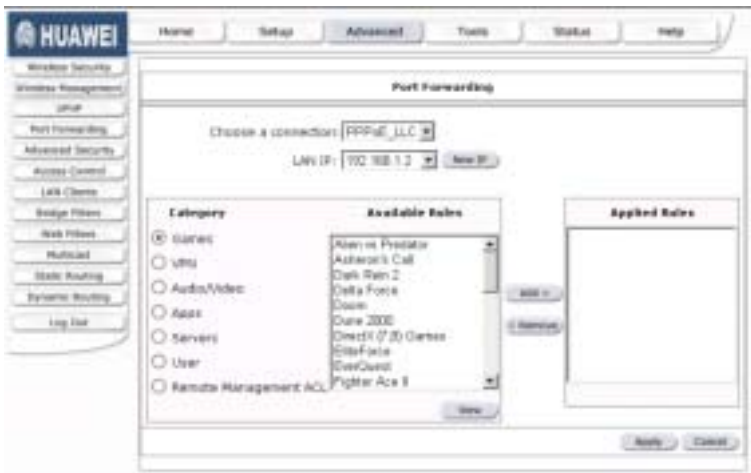 HUAWEI
Home
Setup
Advanced
Tools
Status
Help
Wireless Security
Wireless Management
UPnP
Port Forwarding
Advanced Security
Access Control
LAN Clients
Bridge Filters
Web Filters
Multicast
Static Routing
Dynamic Routing
Log Out
Port Forwarding
Choose a connection: PPPoE_LLC
LAN IP: 192.168.1.2 New IP
Category
Available Rules
Applied Rules
Games
VPN
Audio/Video
Apps
Servers
User
Remote Management ACL
Alien vs Predator
Asheron's Call
Dark Rein 2
Delta Force
Doom
Dune 2000
DirectX (7,8) Games
EliteForce
EverQuest
Fighter Ace II
Add >
< Remove
View
Apply
Cancel